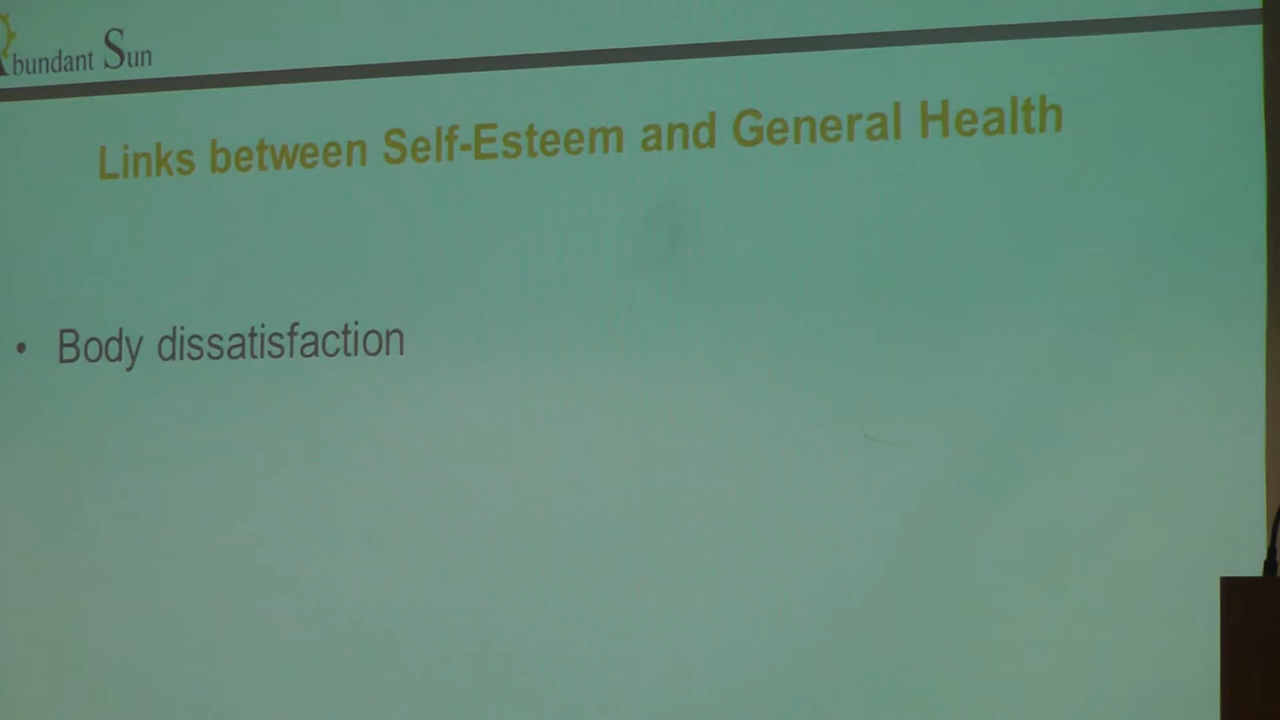 Abundant Sun
Links between Self-Esteem and General Health
• Body dissatisfaction